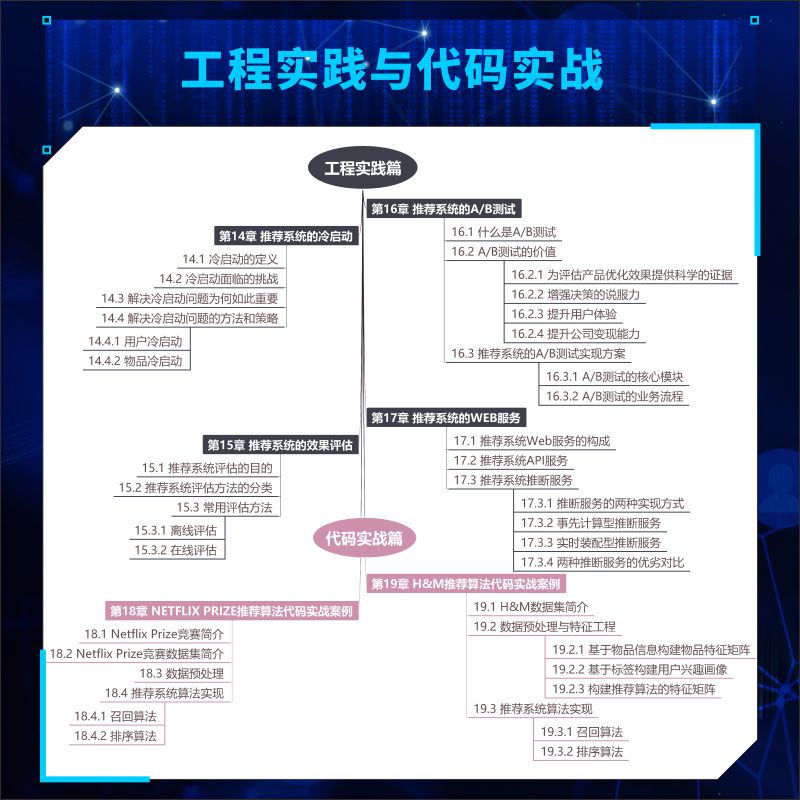 工程实践与代码实战
工程实践篇
第14章 推荐系统的冷启动
14.1 冷启动的定义
14.2 冷启动面临的挑战
14.3 解决冷启动问题为何如此重要
14.4 解决冷启动问题的方法和策略
14.4.1 用户冷启动
14.4.2 物品冷启动
第15章 推荐系统的效果评估
15.1 推荐系统评估的目的
15.2 推荐系统评估方法的分类
15.3 常用评估方法
15.3.1 离线评估
15.3.2 在线评估
第16章 推荐系统的A/B测试
16.1 什么是A/B测试
16.2 A/B测试的价值
16.2.1 为评估产品优化效果提供科学的证据
16.2.2 增强决策的说服力
16.2.3 提升用户体验
16.2.4 提升公司变现能力
16.3 推荐系统的A/B测试实现方案
16.3.1 A/B测试的核心模块
16.3.2 A/B测试的业务流程
第17章 推荐系统的WEB服务
17.1 推荐系统Web服务的构成
17.2 推荐系统API服务
17.3 推荐系统推断服务
17.3.1 推断服务的两种实现方式
17.3.2 事先计算型推断服务
17.3.3 实时装配型推断服务
17.3.4 两种推断服务的优劣对比
代码实战篇
第18章 NETFLIX PRIZE推荐算法代码实战案例
18.1 Netflix Prize竞赛简介
18.2 Netflix Prize竞赛数据集简介
18.3 数据预处理
18.4 推荐系统算法实现
18.4.1 召回算法
18.4.2 排序算法
第19章 H&M推荐算法代码实战案例
19.1 H&M数据集简介
19.2 数据预处理与特征工程
19.2.1 基于物品信息构建物品特征矩阵
19.2.2 基于标签构建用户兴趣画像
19.2.3 构建推荐算法的特征矩阵
19.3 推荐系统算法实现
19.3.1 召回算法
19.3.2 排序算法